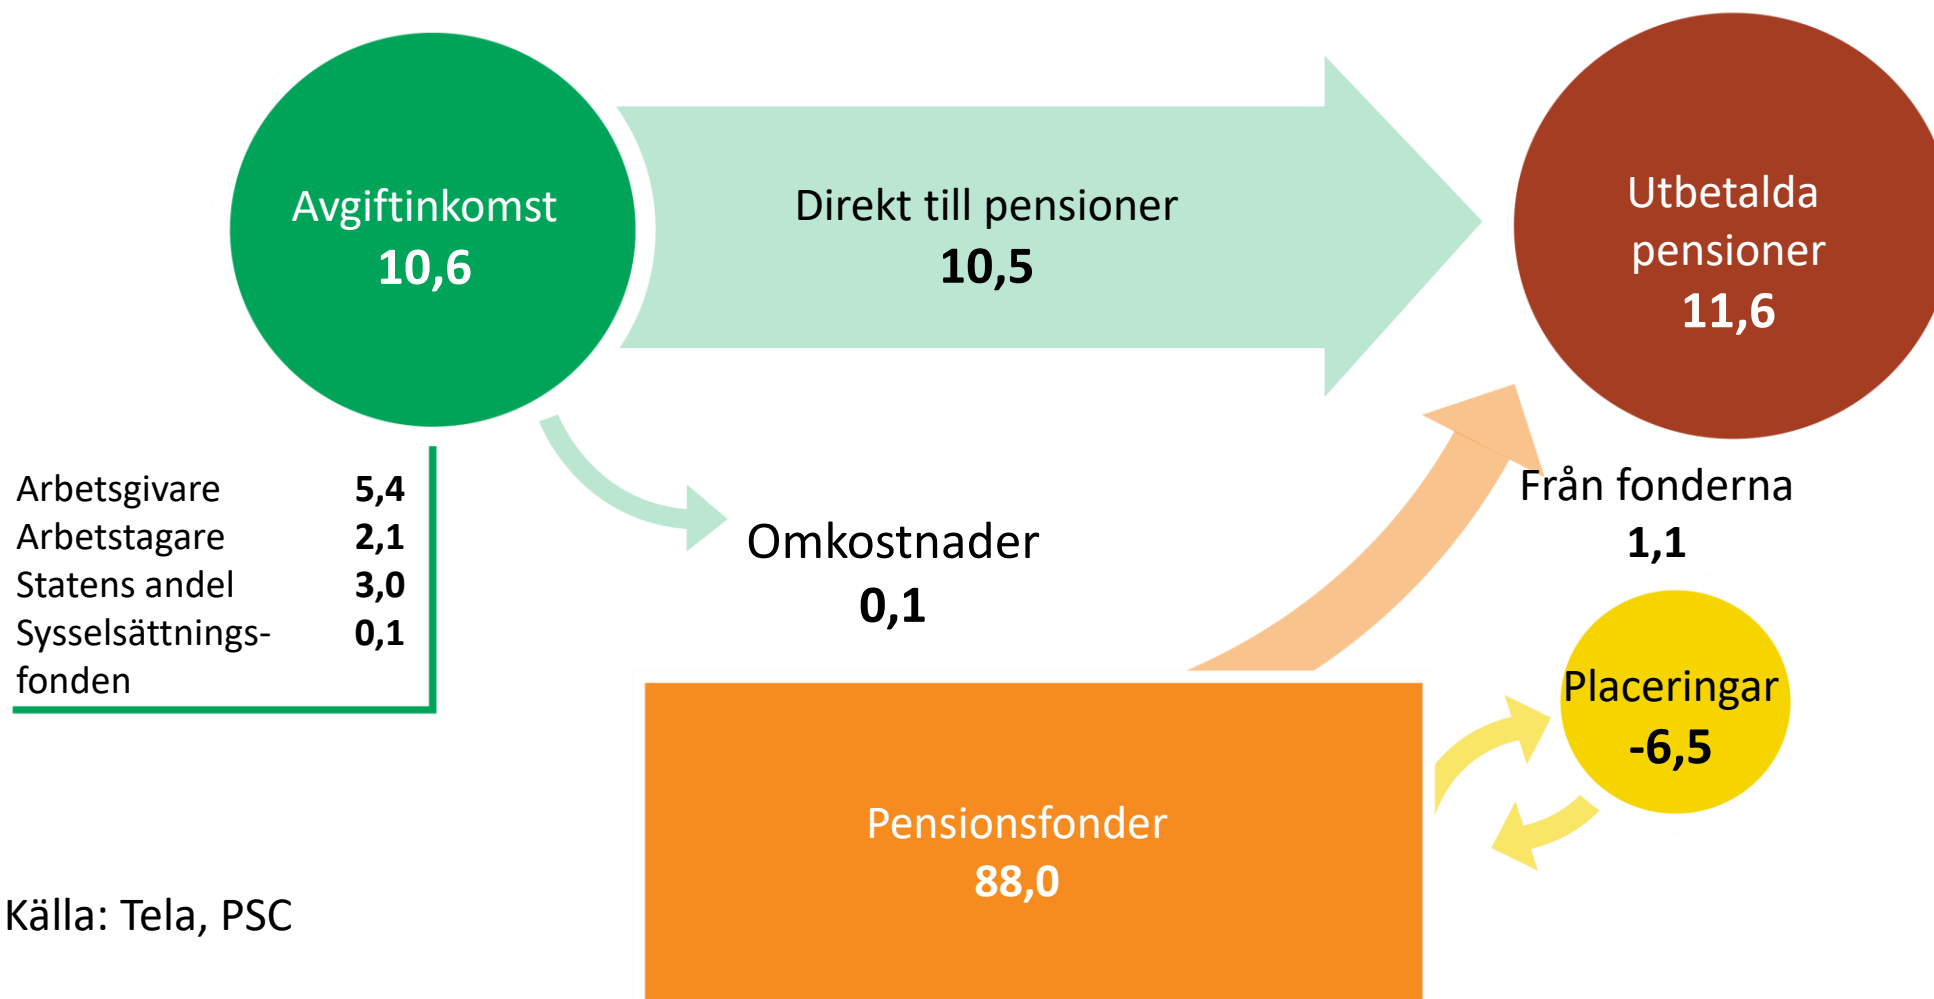 Avgiftinkomst
10,6
Direkt till pensioner
10,5
Utbetalda
pensioner
11,6
Arbetsgivare 5,4
Arbetstagare 2,1
Statens andel 3,0
Sysselsättnings- 0,1
fonden
Omkostnader
0,1
Från fonderna
1,1
Placeringar
-6,5
Pensionsfonder
88,0
Källa: Tela, PSC